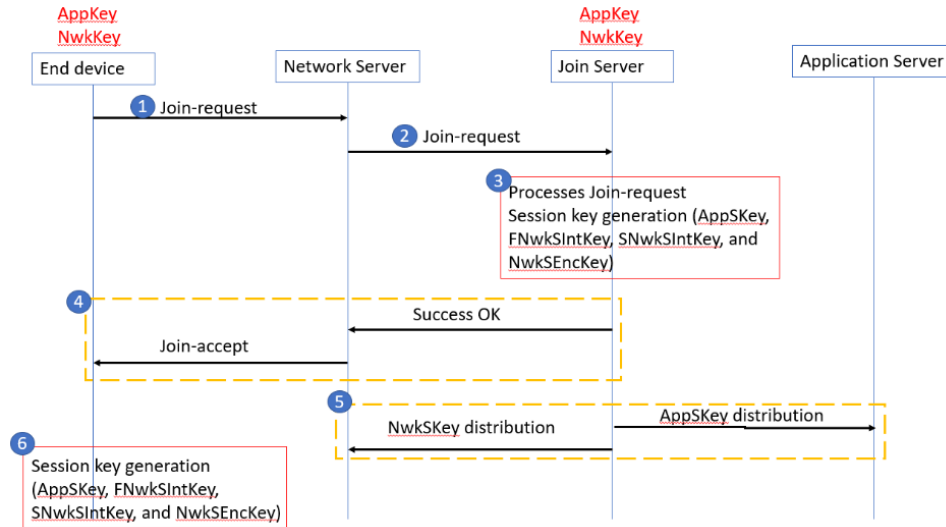 AppKey
NwkKey
AppKey
NwkKey
End device
Network Server
Join Server
Application Server
1 Join-request
2 Join-request
3
Processes Join-request
Session key generation (AppSKey,
FNwkSIntKey, SNwkSIntKey, and
NwkSEncKey)
4
Success OK
Join-accept
5
AppSKey distribution
NwkSKey distribution
6
Session key generation
(AppSKey, FNwkSIntKey,
SNwkSIntKey, and NwkSEncKey)